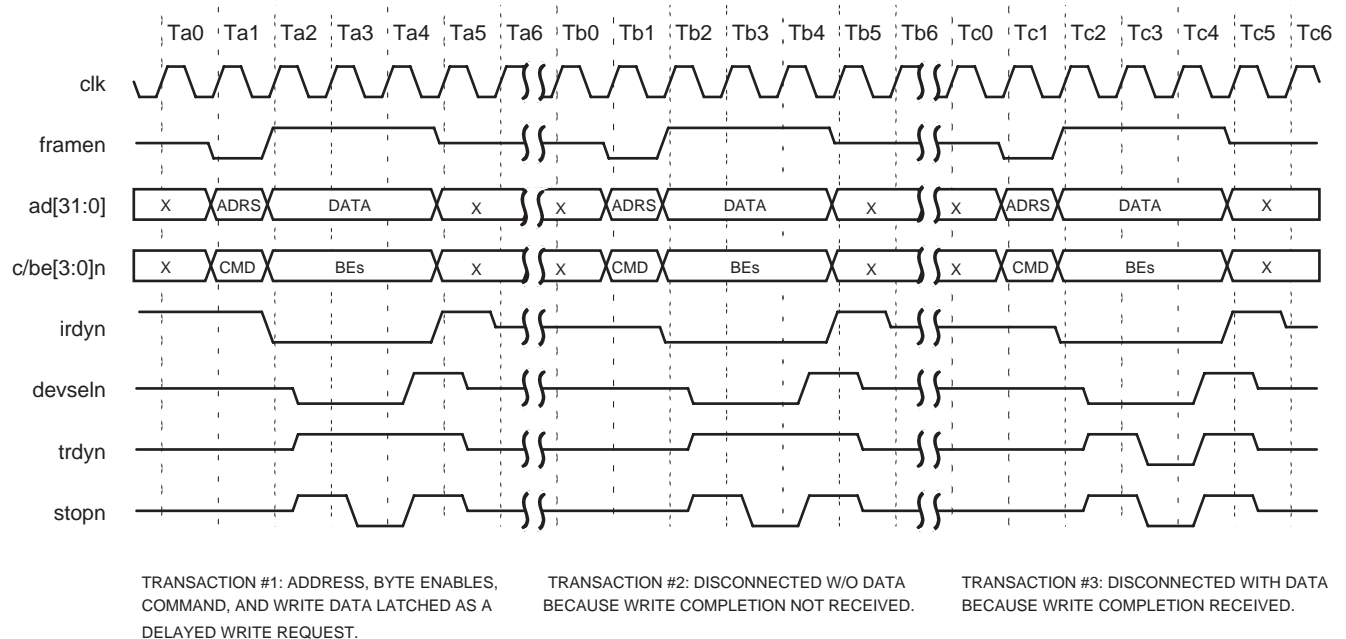 Ta0 Ta1 Ta2 Ta3 Ta4 Ta5 Ta6 Tb0 Tb1 Tb2 Tb3 Tb4 Tb5 Tb6 Tc0 Tc1 Tc2 Tc3 Tc4 Tc5 Tc6
clk
framen
ad[31:0] X ADRS DATA X X ADRS DATA X X ADRS DATA X
c/be[3:0]n X CMD BEs X X CMD BEs X X CMD BEs X
irdyn
devseln
trdyn
stopn
TRANSACTION #1: ADDRESS, BYTE ENABLES,
COMMAND, AND WRITE DATA LATCHED AS A
DELAYED WRITE REQUEST.
TRANSACTION #2: DISCONNECTED W/O DATA
BECAUSE WRITE COMPLETION NOT RECEIVED.
TRANSACTION #3: DISCONNECTED WITH DATA
BECAUSE WRITE COMPLETION RECEIVED.